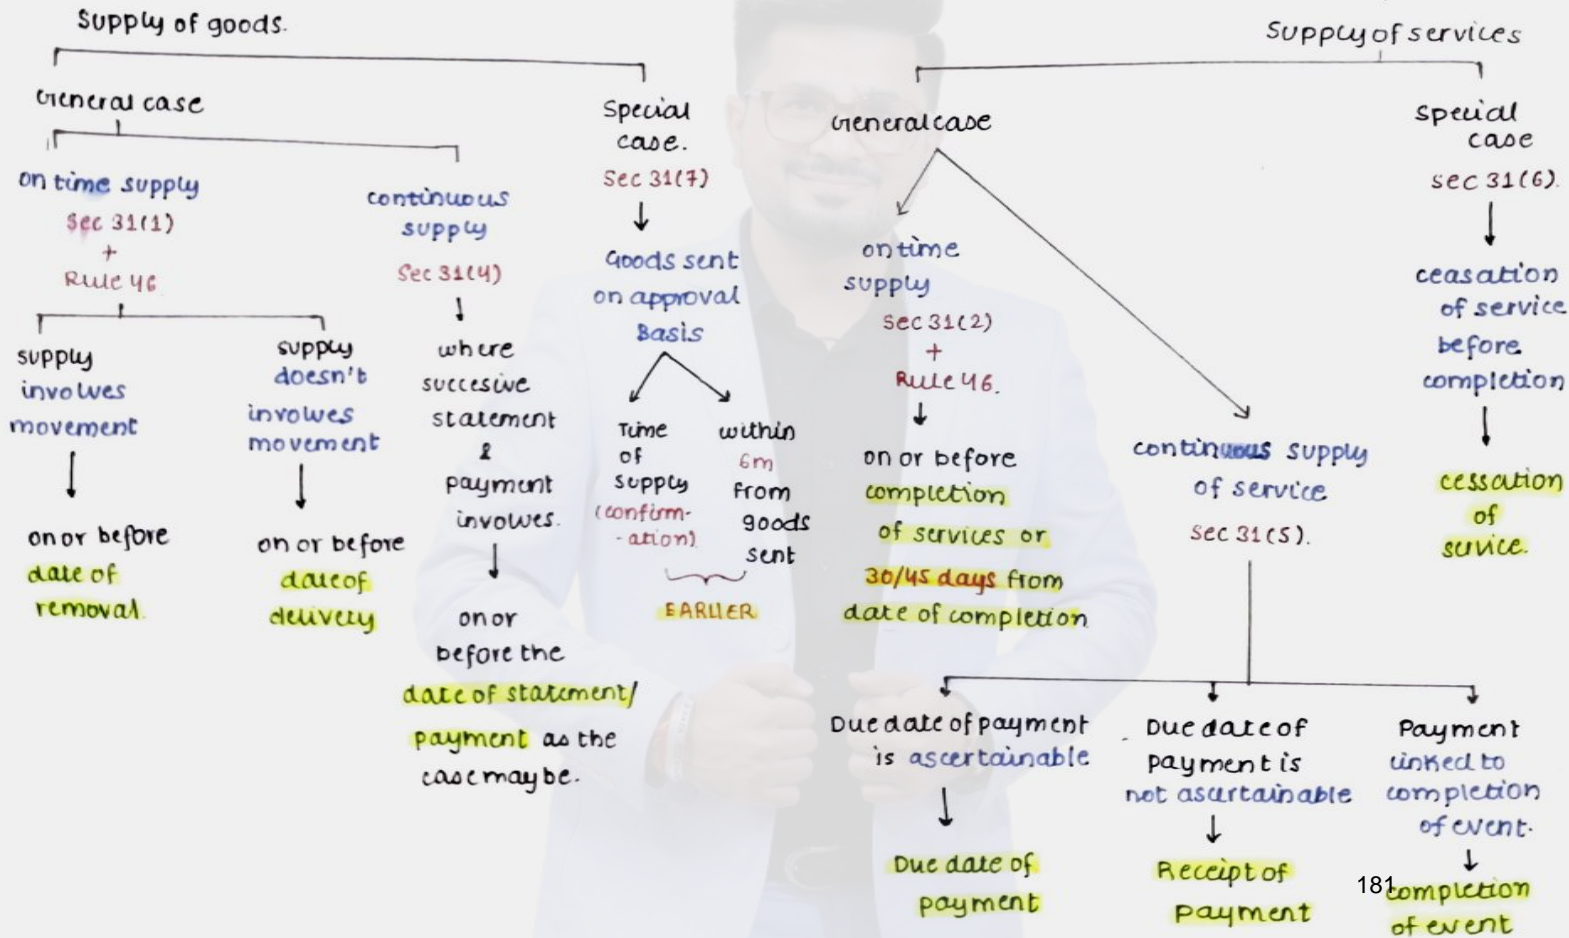 Supply of goods.
General case
on time supply
Sec 31(1)
+
Rule 46
supply
involves
movement
on or before
date of
removal.
supply
doesn't
involves
movement
on or before
date of
delivery
continuous
supply
Sec 31(4)
where
succesive
statement
&
payment
involves.
on or
before the
date of statement/
payment as the
case may be.
Special
case.
Sec 31(7)
Goods sent
on approval
Basis
Time
of
supply
(confirm-
-ation)
within
6m
from
goods
sent
EARLIER
Supply of services
General case
on time
supply
Sec 31(2)
+
Rule 46.
on or before
completion
of services or
30/45 days from
date of completion
continuous supply
of service
Sec 31(5).
Due date of payment
is ascertainable
Due date of
payment
Due date of
payment is
not ascertainable
Receipt of
payment
Payment
linked to
completion
of event.
completion
of event
special
case
sec 31(6).
ceasation
of service
before
completion
cessation
of
service.
181